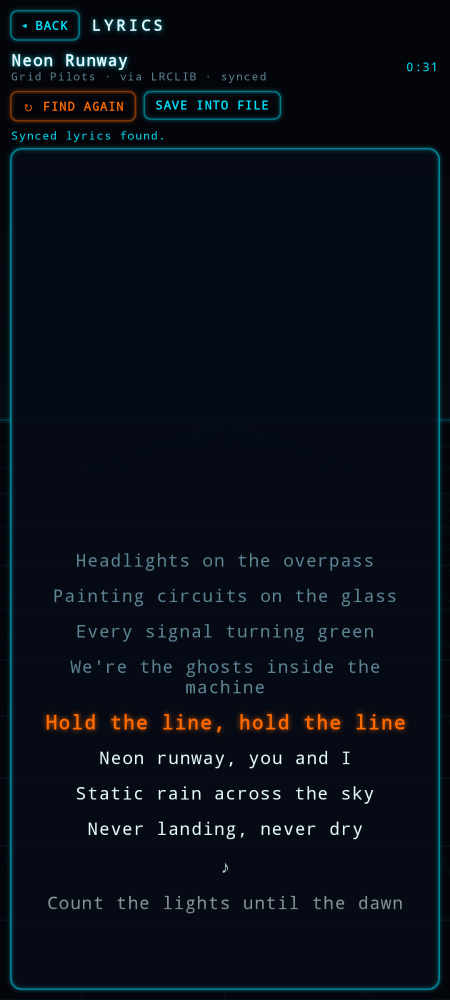 ◂ BACK LYRICS
Neon Runway
Grid Pilots · via LRCLIB · synced
0:31
↻ FIND AGAIN SAVE INTO FILE
Synced lyrics found.
Headlights on the overpass
Painting circuits on the glass
Every signal turning green
We're the ghosts inside the
machine
Hold the line, hold the line
Neon runway, you and I
Static rain across the sky
Never landing, never dry
♪
Count the lights until the dawn